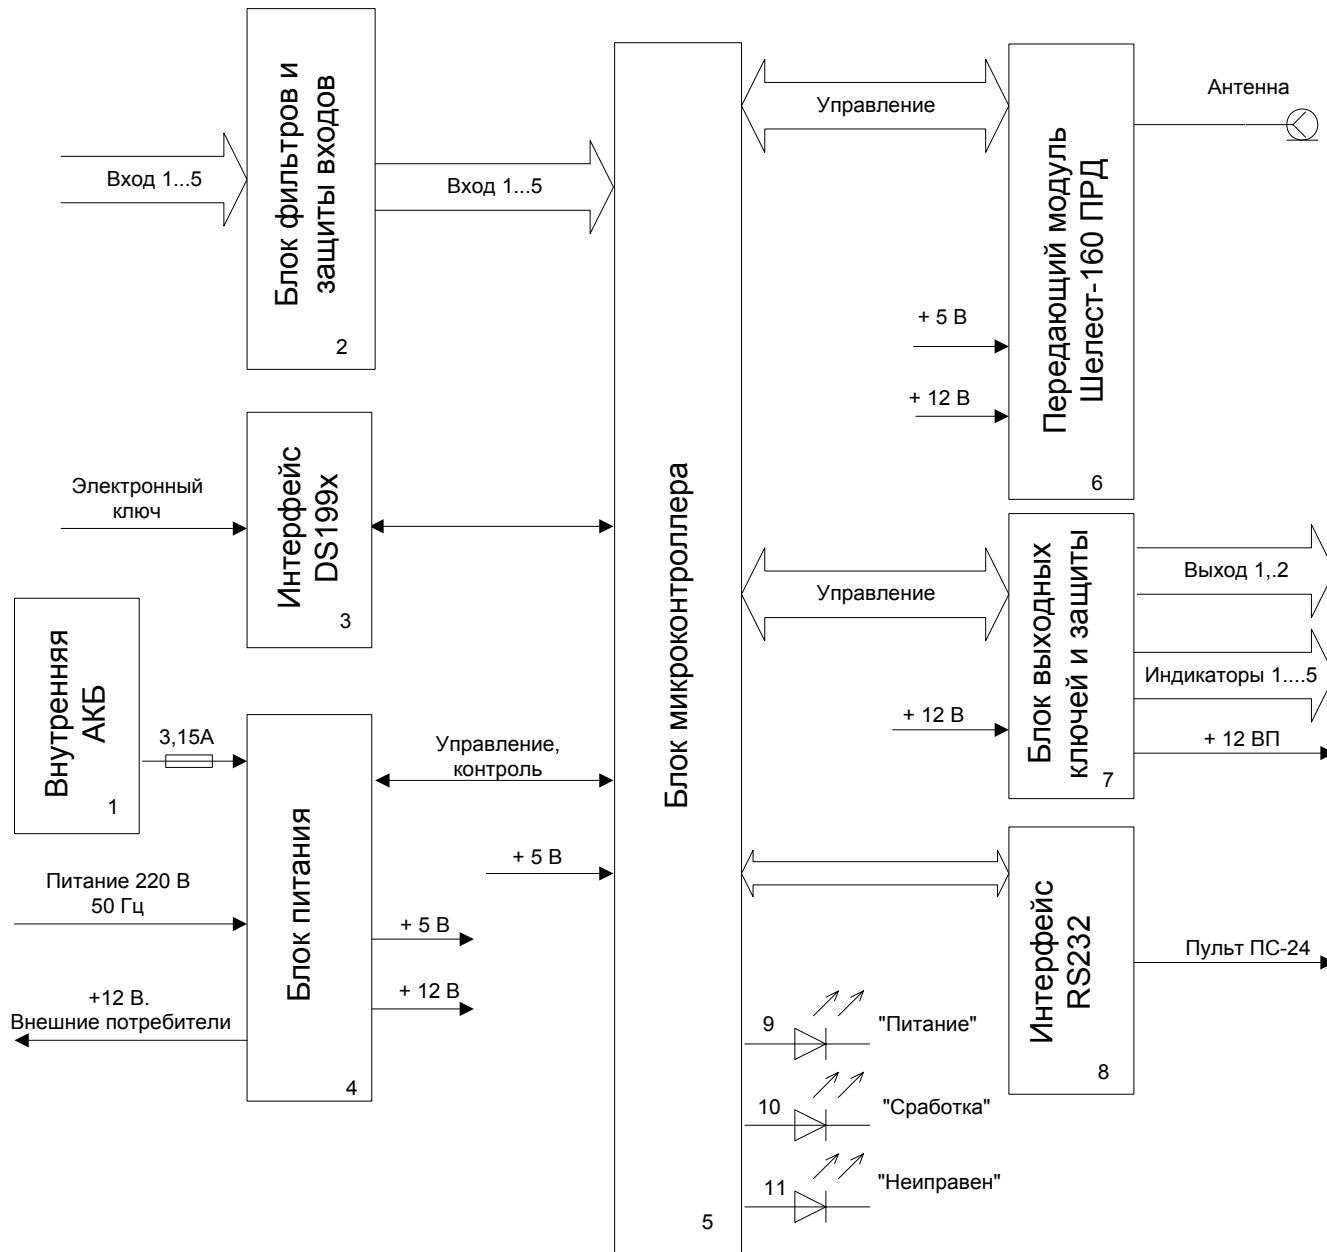 Блок фильтров и
защиты входов
2
Вход 1...5
Вход 1...5
Управление
Передающий модуль
Шелест-160 ПРД
6
Антенна
+ 5 В
+ 12 В
Электронный
ключ
Интерфейс
DS199x
3
Блок микроконтроллера
5
Управление
Блок выходных
ключей и защиты
7
Выход 1,.2
Индикаторы 1....5
+ 12 В
+ 12 ВП
Внутренняя
АКБ
1
3,15А
Блок питания
4
Управление,
контроль
+ 5 В
Питание 220 В
50 Гц
+ 5 В
+ 12 В
+12 В.
Внешние потребители
Интерфейс
RS232
8
Пульт ПС-24
9
"Питание"
10
"Сработка"
11
"Неиправен"